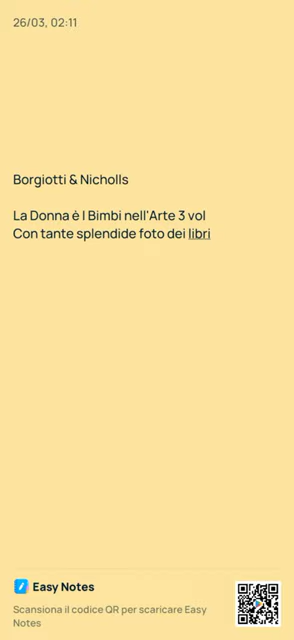 26/03, 02:11
Borgiotti & Nicholls
La Donna è I Bimbi nell'Arte 3 vol
Con tante splendide foto dei libri
Easy Notes
Scansiona il codice QR per scaricare Easy
Notes